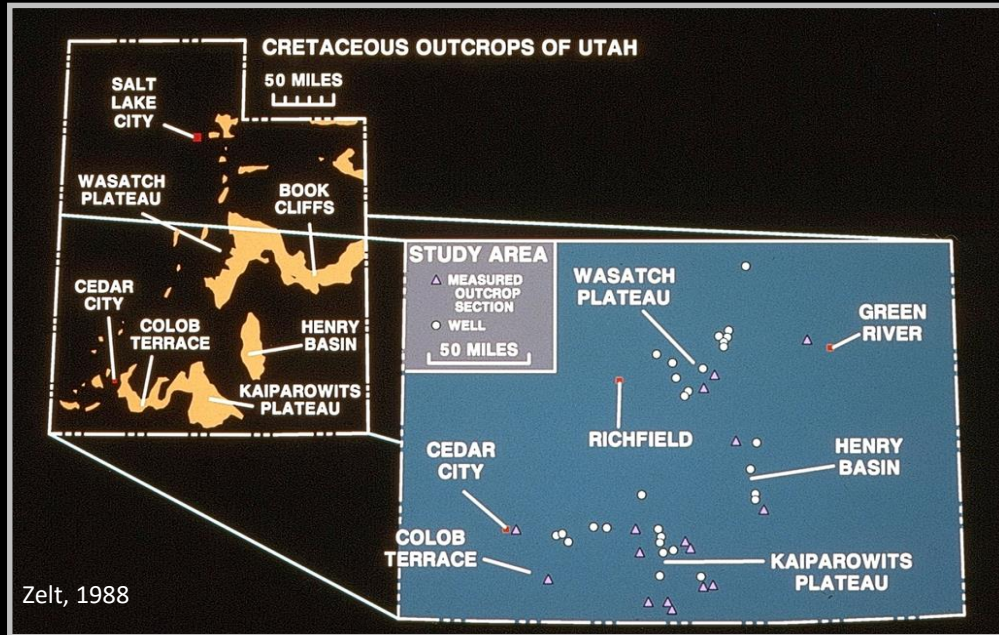 CRETACEOUS OUTCROPS OF UTAH
50 MILES
SALT
LAKE
CITY
WASATCH
PLATEAU
BOOK
CLIFFS
CEDAR
CITY
COLOB
TERRACE
HENRY
BASIN
KAIPAROWITS
PLATEAU
STUDY AREA
MEASURED
OUTCROP
SECTION
WELL
50 MILES
WASATCH
PLATEAU
GREEN
RIVER
RICHFIELD
CEDAR
CITY
HENRY
BASIN
COLOB
TERRACE
KAIPAROWITS
PLATEAU
Zelt, 1988